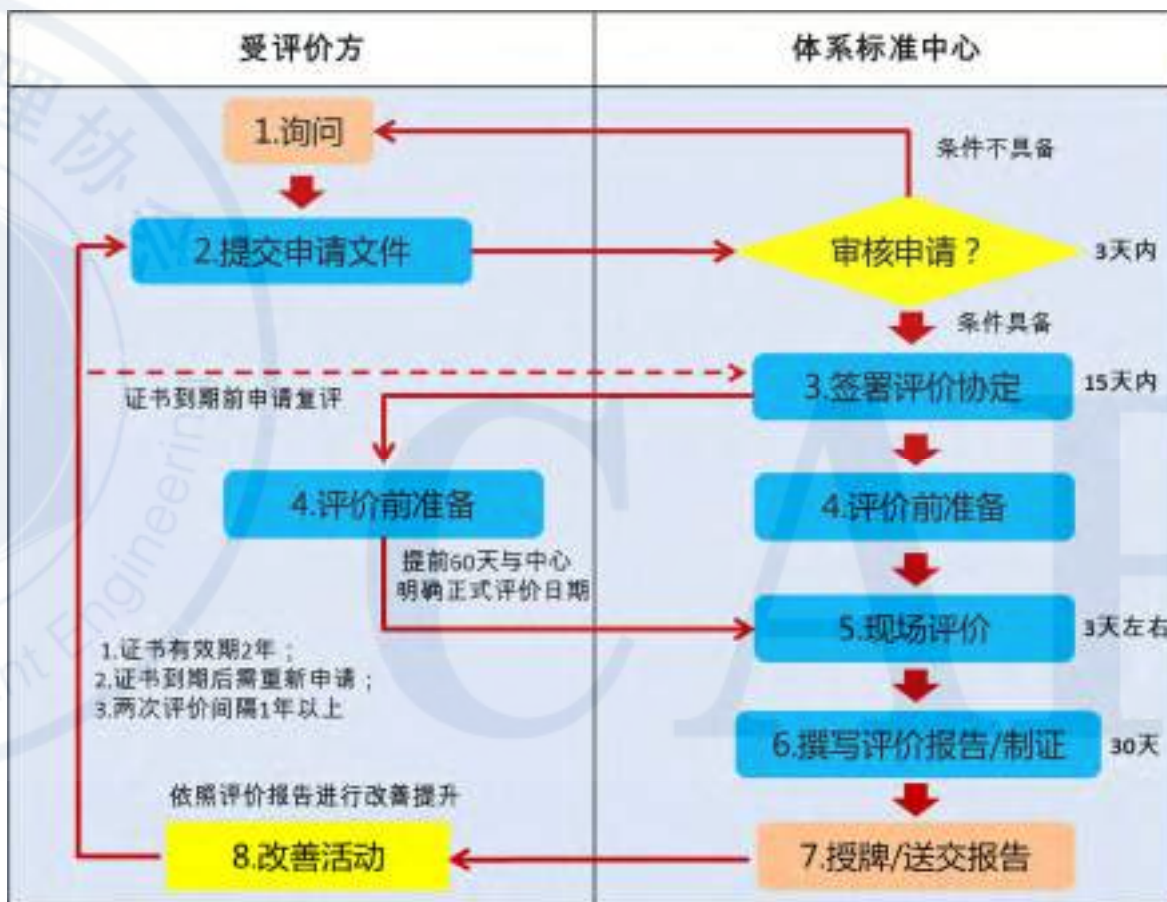 受评价方
体系标准中心
1.询问
条件不具备
2.提交申请文件
审核申请？
3天内
条件具备
证书到期前申请复评
3.签署评价协定
15天内
4.评价前准备
4.评价前准备
提前60天与中心
明确正式评价日期
5.现场评价
3天左右
1.证书有效期2年；
2.证书到期后需重新申请；
3.两次评价间隔1年以上
6.撰写评价报告/制证
30天
依照评价报告进行改善提升
8.改善活动
7.授牌/送交报告
理协
Engineerin
CAP